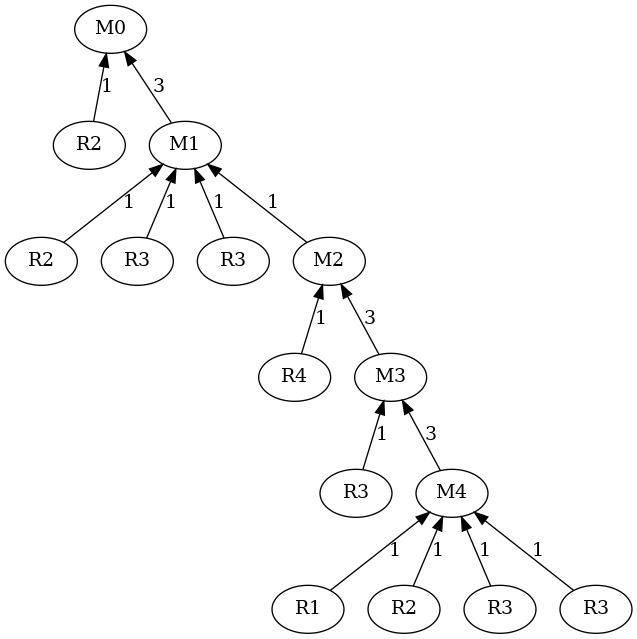 M0
1 3
R2 M1
1 1 1 1
R2 R3 R3 M2
1 3
R4 M3
1 3
R3 M4
1 1 1 1
R1 R2 R3 R3